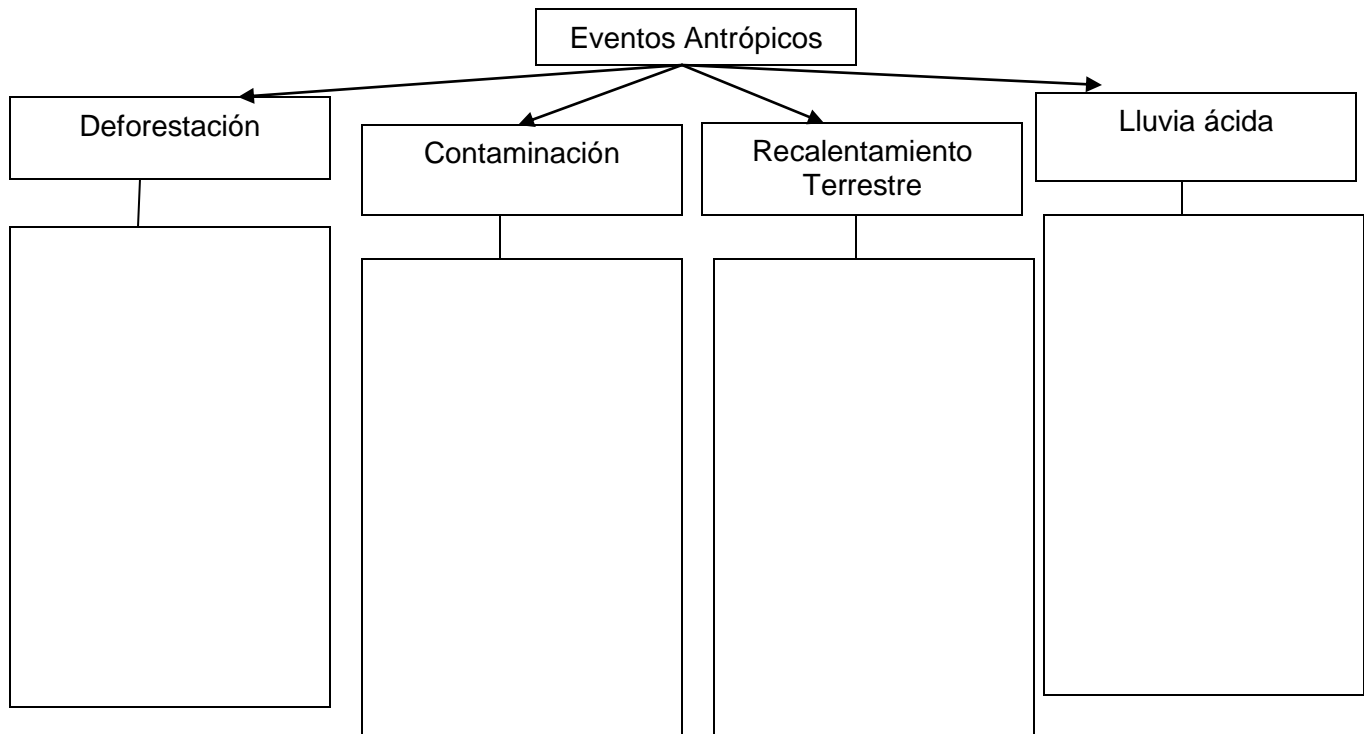 Eventos Antrópicos
Deforestación
Contaminación
Recalentamiento
Terrestre
Lluvia ácida